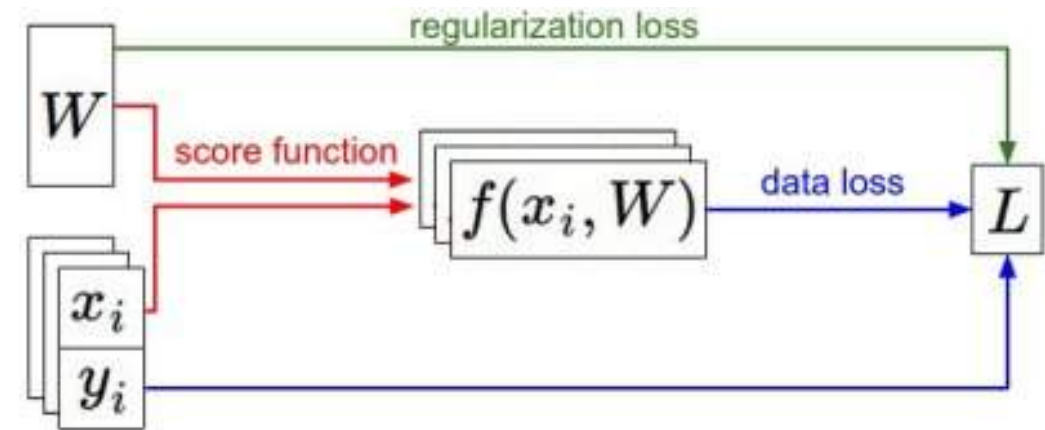 regularization loss
W
score function
f(x_i, W)
data loss
L
x_i
y_i